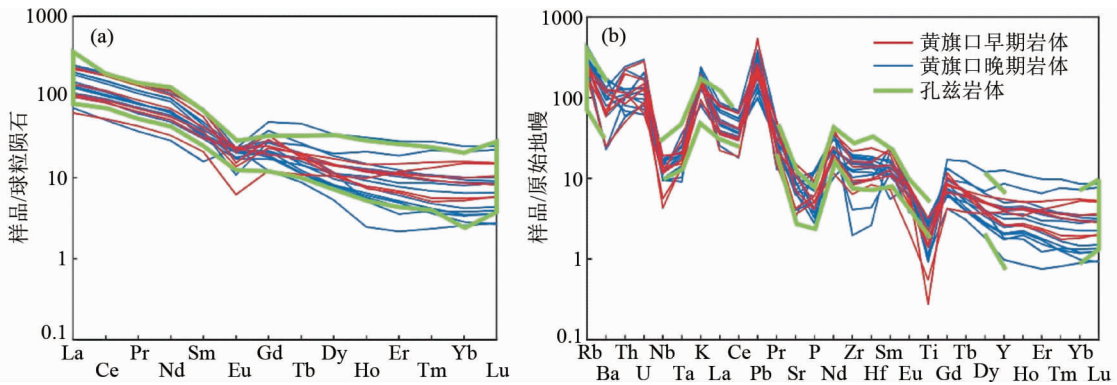 1000
(a)
100
10
1
0.1
样品/球粒陨石
La Pr Sm Gd Dy Er Yb
Ce Nd Eu Tb Ho Tm Lu
1000
(b)
100
10
1
0.1
样品/原始地幔
黄旗口早期岩体
黄旗口晚期岩体
孔兹岩体
Rb Th Nb K Ce Pr P Zr Sm Ti Tb Y Er Yb
Ba U Ta La Pb Sr Nd Hf Eu Gd Dy Ho Tm Lu